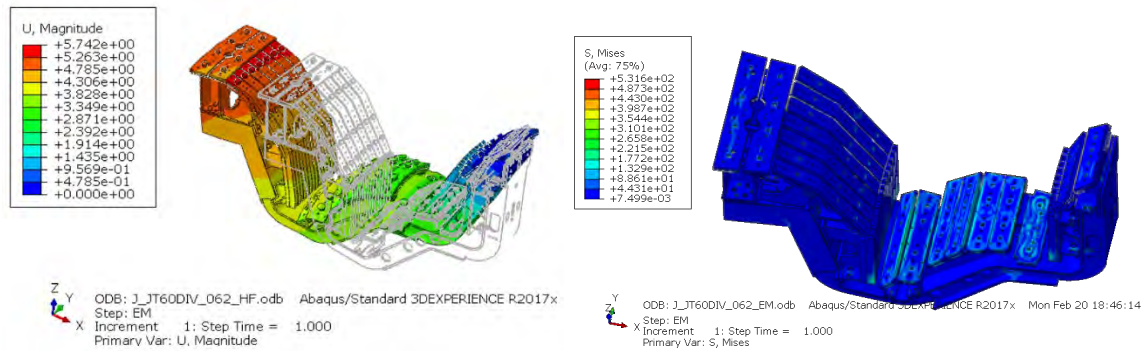 U, Magnitude
+5.742e+00
+5.263e+00
+4.785e+00
+4.306e+00
+3.828e+00
+3.349e+00
+2.871e+00
+2.392e+00
+1.914e+00
+1.435e+00
+9.569e-01
+4.785e-01
+0.000e+00
Z
Y
X
ODB: J_JT60DIV_062_HF.odb Abaqus/Standard 3DEXPERIENCE R2017x
Step: EM
Increment 1: Step Time = 1.000
Primary Var: U, Magnitude
S, Mises
(Avg: 75%)
+5.316e+02
+4.873e+02
+4.430e+02
+3.987e+02
+3.544e+02
+3.101e+02
+2.658e+02
+2.215e+02
+1.772e+02
+1.329e+02
+8.861e+01
+4.431e+01
+7.499e-03
Z
Y
X
ODB: J_JT60DIV_062_EM.odb Abaqus/Standard 3DEXPERIENCE R2017x Mon Feb 20 18:46:14
Step: EM
Increment 1: Step Time = 1.000
Primary Var: S, Mises